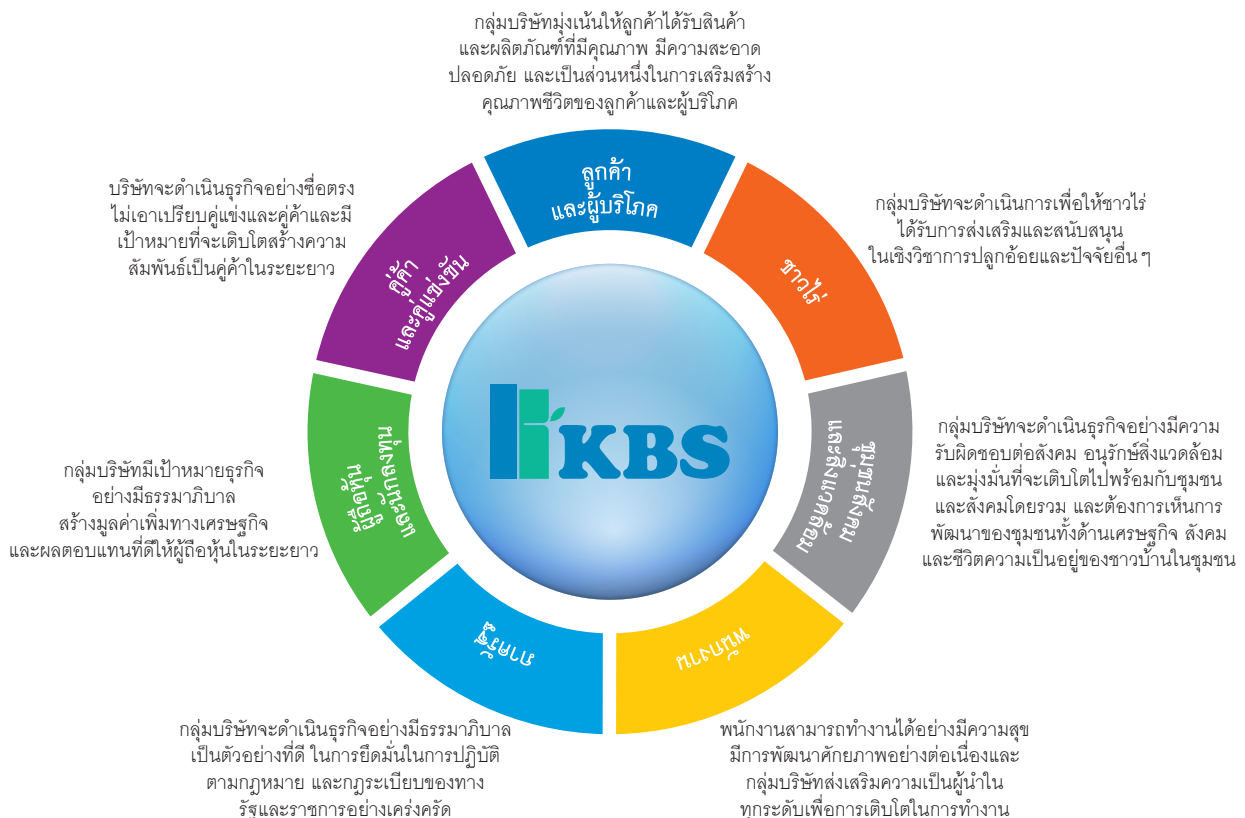 กลุ่มบริษัทมุ่งเน้นให้ลูกค้าได้รับสินค้า
และผลิตภัณฑ์ที่มีคุณภาพ มีความสะอาด
ปลอดภัย และเป็นส่วนหนึ่งในการเสริมสร้าง
คุณภาพชีวิตของลูกค้าและผู้บริโภค
ลูกค้า
และผู้บริโภค
กลุ่มบริษัทจะดำเนินการเพื่อให้ชาวไร่
ได้รับการส่งเสริมและสนับสนุน
ในเชิงวิชาการปลูกอ้อยและปัจจัยอื่นๆ
ชาวไร่
กลุ่มบริษัทจะดำเนินธุรกิจอย่างมีความ
รับผิดชอบต่อสังคม อนุรักษ์สิ่งแวดล้อม
และมุ่งมั่นที่จะเติบโตไปพร้อมกับชุมชน
และสังคมโดยรวม และต้องการเห็นการ
พัฒนาของชุมชนทั้งด้านเศรษฐกิจ สังคม
และชีวิตความเป็นอยู่ของชาวบ้านในชุมชน
ชุมชนสังคม
และสิ่งแวดล้อม
พนักงาน
พนักงานสามารถทำงานได้อย่างมีความสุข
มีการพัฒนาศักยภาพอย่างต่อเนื่องและ
กลุ่มบริษัทส่งเสริมความเป็นผู้นำใน
ทุกระดับเพื่อการเติบโตในการทำงาน
ภาครัฐ
กลุ่มบริษัทจะดำเนินธุรกิจอย่างมีธรรมาภิบาล
เป็นตัวอย่างที่ดี ในการยึดมั่นในการปฏิบัติ
ตามกฎหมาย และกฎระเบียบของทาง
รัฐและราชการอย่างเคร่งครัด
ผู้ถือหุ้น
และนักลงทุน
กลุ่มบริษัทมีเป้าหมายธุรกิจ
อย่างมีธรรมาภิบาล
สร้างมูลค่าเพิ่มทางเศรษฐกิจ
และผลตอบแทนที่ดีให้ผู้ถือหุ้นในระยะยาว
คู่ค้า
และคู่แข่งขัน
บริษัทจะดำเนินธุรกิจอย่างซื่อตรง
ไม่เอาเปรียบคู่แข่งและคู่ค้าและมี
เป้าหมายที่จะเติบโตสร้างความ
สัมพันธ์เป็นคู่ค้าในระยะยาว
KBS